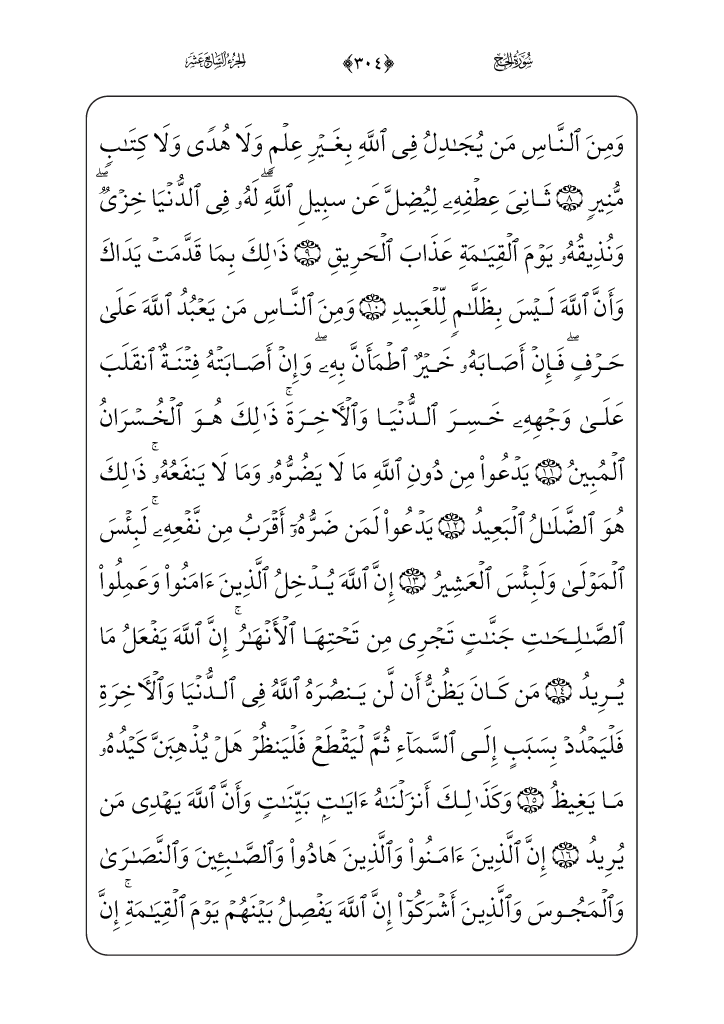 سُورَةُ الحَجّ ﴿٣٠٤﴾ الجُزءُ السَّابِعَ عَشَر
وَمِنَ ٱلنَّاسِ مَن يُجَٰدِلُ فِى ٱللَّهِ بِغَيۡرِ عِلۡمٖ وَلَا هُدٗى وَلَا كِتَٰبٖ
مُّنِيرٖ ٨ ثَانِىَ عِطۡفِهِۦ لِيُضِلَّ عَن سَبِيلِ ٱللَّهِۖ لَهُۥ فِى ٱلدُّنۡيَا خِزۡىٞۖ
وَنُذِيقُهُۥ يَوۡمَ ٱلۡقِيَٰمَةِ عَذَابَ ٱلۡحَرِيقِ ٩ ذَٰلِكَ بِمَا قَدَّمَتۡ يَدَاكَ
وَأَنَّ ٱللَّهَ لَيۡسَ بِظَلَّٰمٖ لِّلۡعَبِيدِ ١٠ وَمِنَ ٱلنَّاسِ مَن يَعۡبُدُ ٱللَّهَ عَلَىٰ
حَرۡفٖۖ فَإِنۡ أَصَابَهُۥ خَيۡرٌ ٱطۡمَأَنَّ بِهِۦۖ وَإِنۡ أَصَابَتۡهُ فِتۡنَةٌ ٱنقَلَبَ
عَلَىٰ وَجۡهِهِۦ خَسِرَ ٱلدُّنۡيَا وَٱلۡأٓخِرَةَۚ ذَٰلِكَ هُوَ ٱلۡخُسۡرَانُ
ٱلۡمُبِينُ ١١ يَدۡعُواْ مِن دُونِ ٱللَّهِ مَا لَا يَضُرُّهُۥ وَمَا لَا يَنفَعُهُۥۚ ذَٰلِكَ
هُوَ ٱلضَّلَٰلُ ٱلۡبَعِيدُ ١٢ يَدۡعُواْ لَمَن ضَرُّهُۥٓ أَقۡرَبُ مِن نَّفۡعِهِۦۚ لَبِئۡسَ
ٱلۡمَوۡلَىٰ وَلَبِئۡسَ ٱلۡعَشِيرُ ١٣ إِنَّ ٱللَّهَ يُدۡخِلُ ٱلَّذِينَ ءَامَنُواْ وَعَمِلُواْ
ٱلصَّٰلِحَٰتِ جَنَّٰتٖ تَجۡرِى مِن تَحۡتِهَا ٱلۡأَنۡهَٰرُۚ إِنَّ ٱللَّهَ يَفۡعَلُ مَا
يُرِيدُ ١٤ مَن كَانَ يَظُنُّ أَن لَّن يَنصُرَهُ ٱللَّهُ فِى ٱلدُّنۡيَا وَٱلۡأٓخِرَةِ
فَلۡيَمۡدُدۡ بِسَبَبٍ إِلَى ٱلسَّمَآءِ ثُمَّ لۡيَقۡطَعۡ فَلۡيَنظُرۡ هَلۡ يُذۡهِبَنَّ كَيۡدُهُۥ
مَا يَغِيظُ ١٥ وَكَذَٰلِكَ أَنزَلۡنَٰهُ ءَايَٰتِۭ بَيِّنَٰتٖ وَأَنَّ ٱللَّهَ يَهۡدِى مَن
يُرِيدُ ١٦ إِنَّ ٱلَّذِينَ ءَامَنُواْ وَٱلَّذِينَ هَادُواْ وَٱلصَّٰبِـِٔينَ وَٱلنَّصَٰرَىٰ
وَٱلۡمَجُوسَ وَٱلَّذِينَ أَشۡرَكُوٓاْ إِنَّ ٱللَّهَ يَفۡصِلُ بَيۡنَهُمۡ يَوۡمَ ٱلۡقِيَٰمَةِۚ إِنَّ